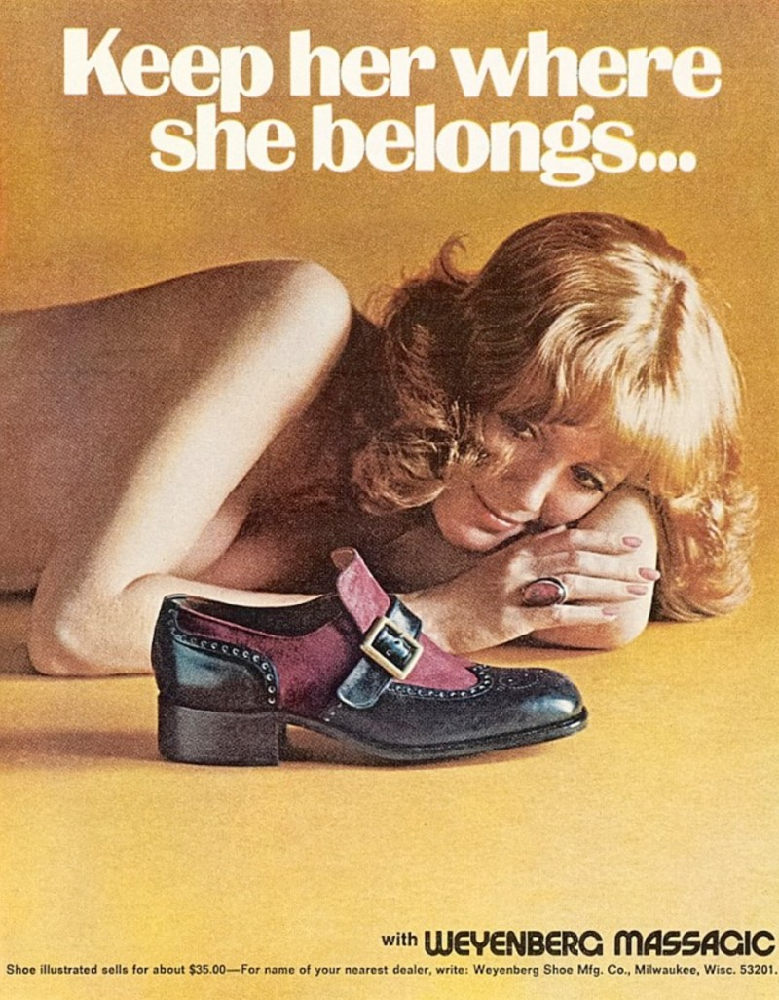 Keep her where
she belongs...
with WEYENBERG MASSAGIC
Shoe illustrated sells for about $35.00—For name of your nearest dealer, write: Weyenberg Shoe Mfg. Co., Milwaukee, Wisc. 53201.